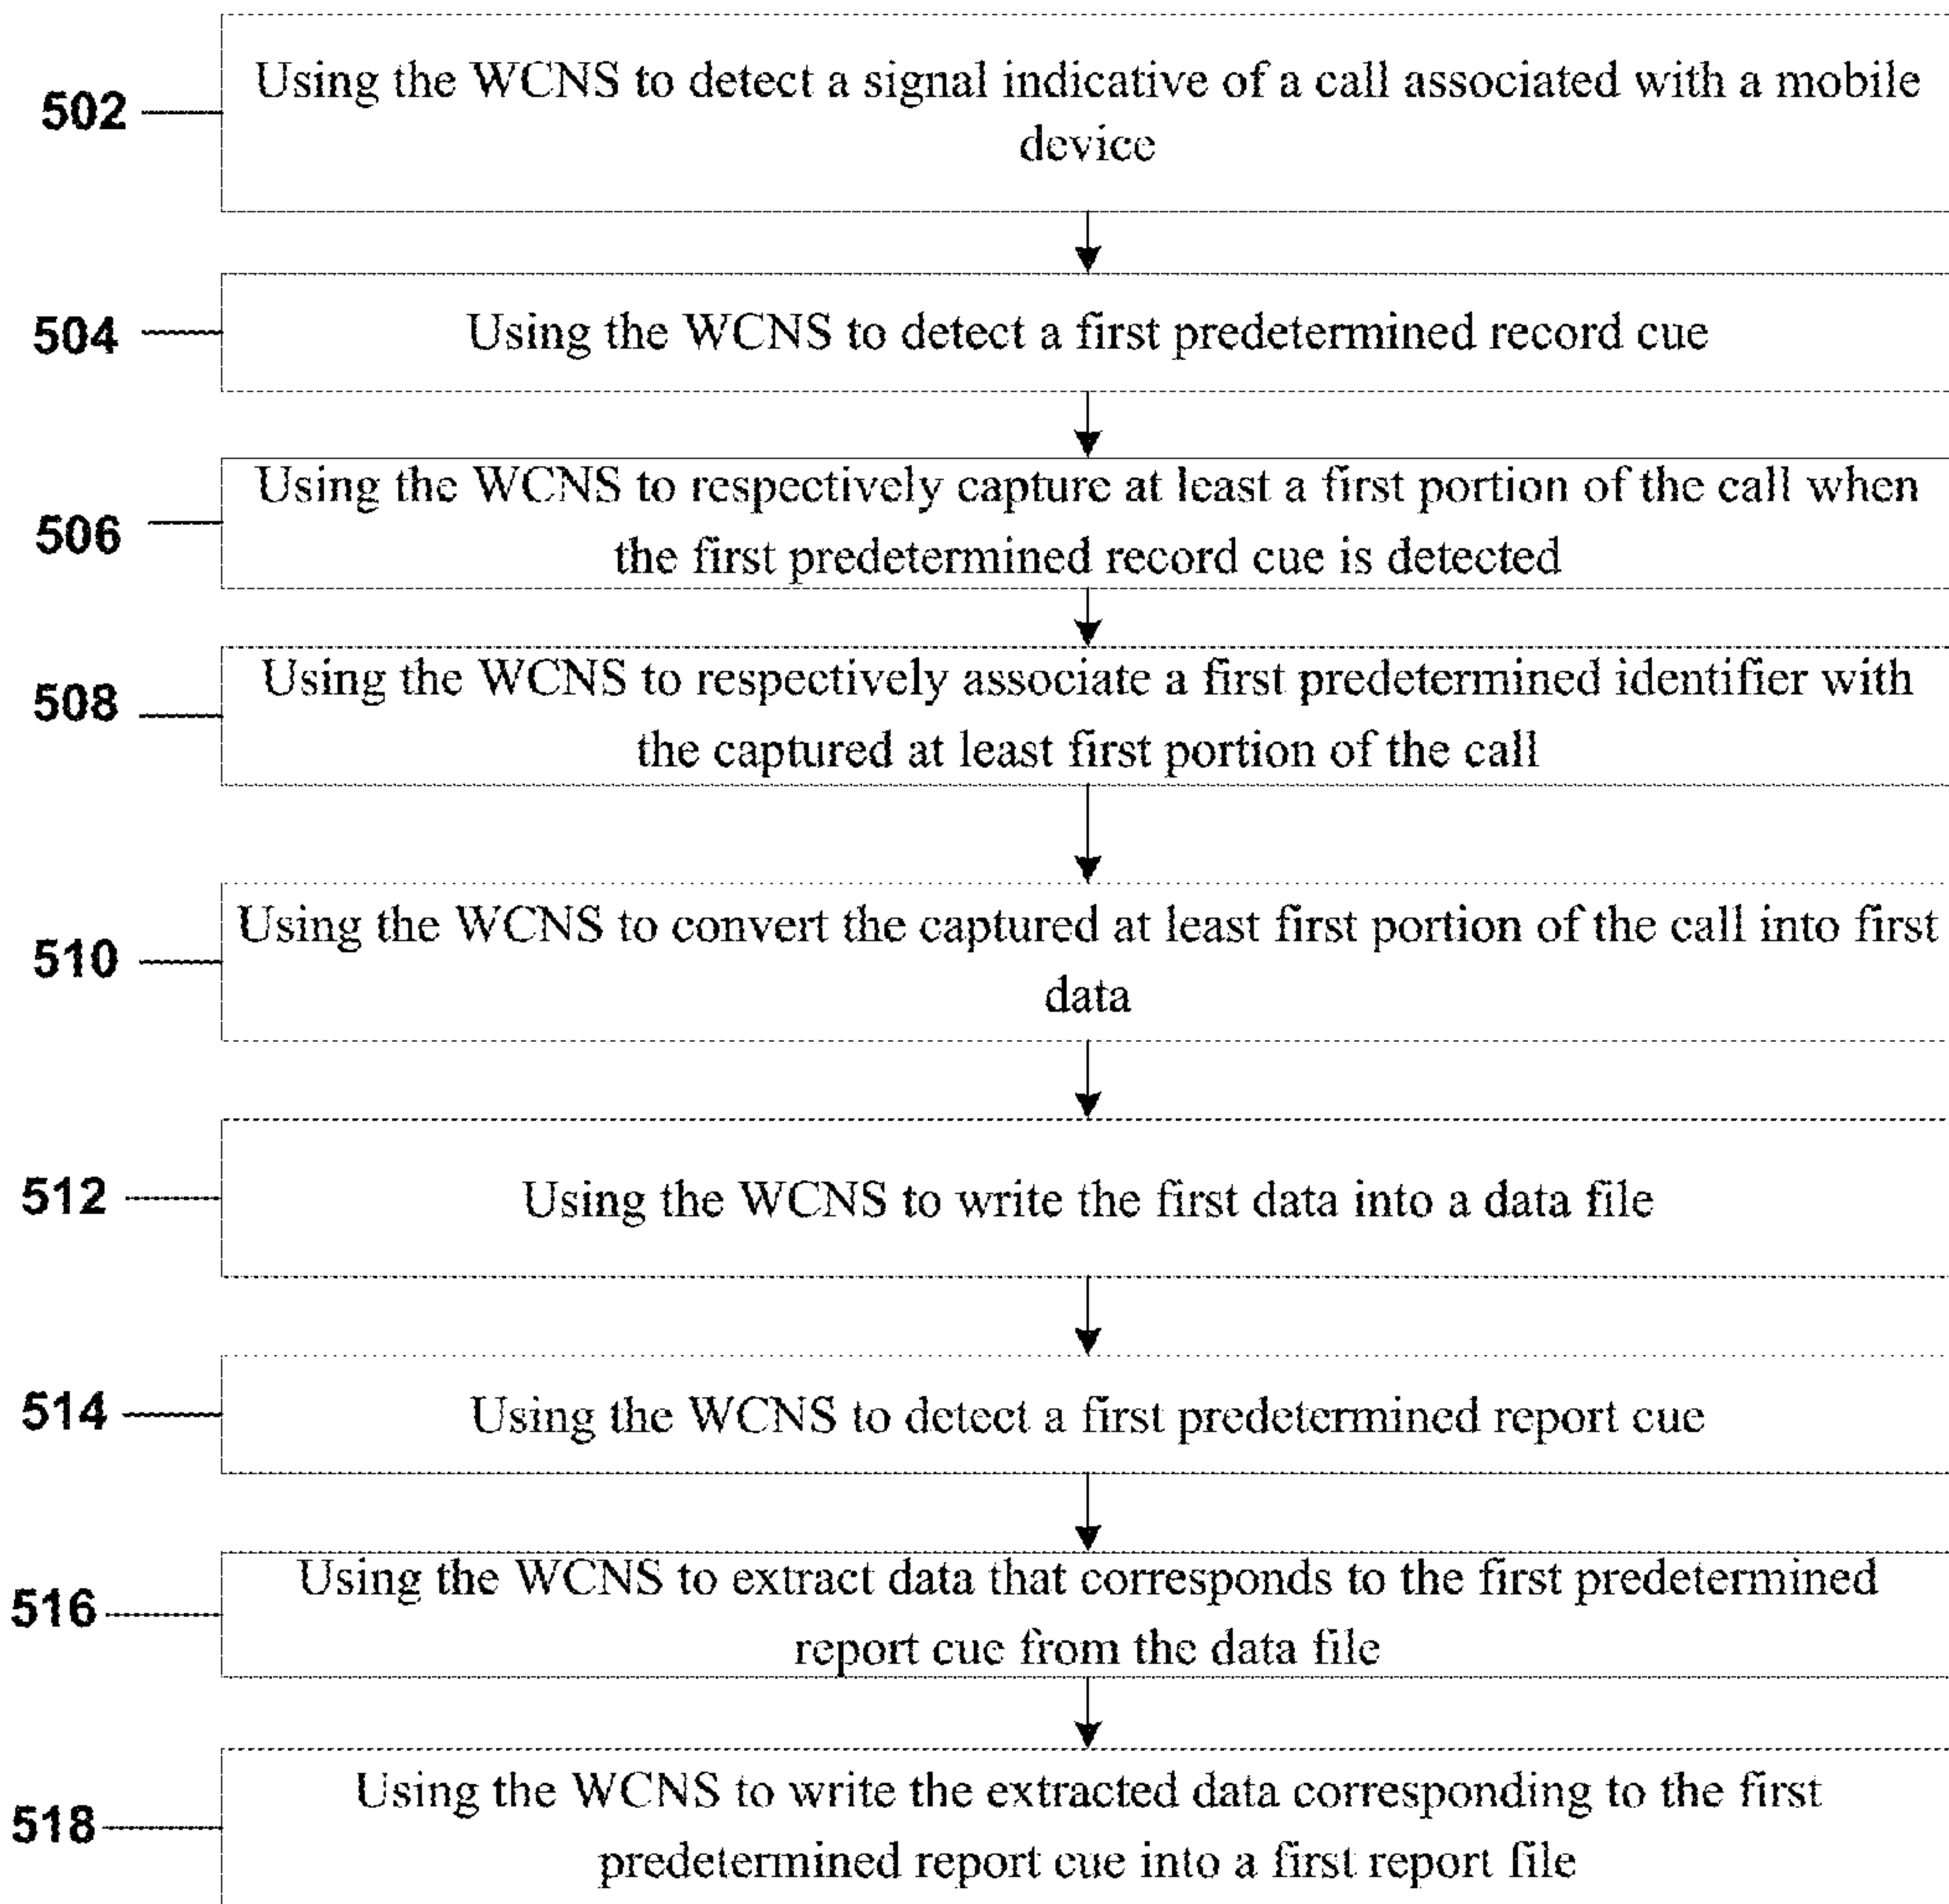 502
Using the WCNS to detect a signal indicative of a call associated with a mobile
device
504
Using the WCNS to detect a first predetermined record cue
506
Using the WCNS to respectively capture at least a first portion of the call when
the first predetermined record cue is detected
508
Using the WCNS to respectively associate a first predetermined identifier with
the captured at least first portion of the call
510
Using the WCNS to convert the captured at least first portion of the call into first
data
512
Using the WCNS to write the first data into a data file
514
Using the WCNS to detect a first predetermined report cue
516
Using the WCNS to extract data that corresponds to the first predetermined
report cue from the data file
518
Using the WCNS to write the extracted data corresponding to the first
predetermined report cue into a first report file